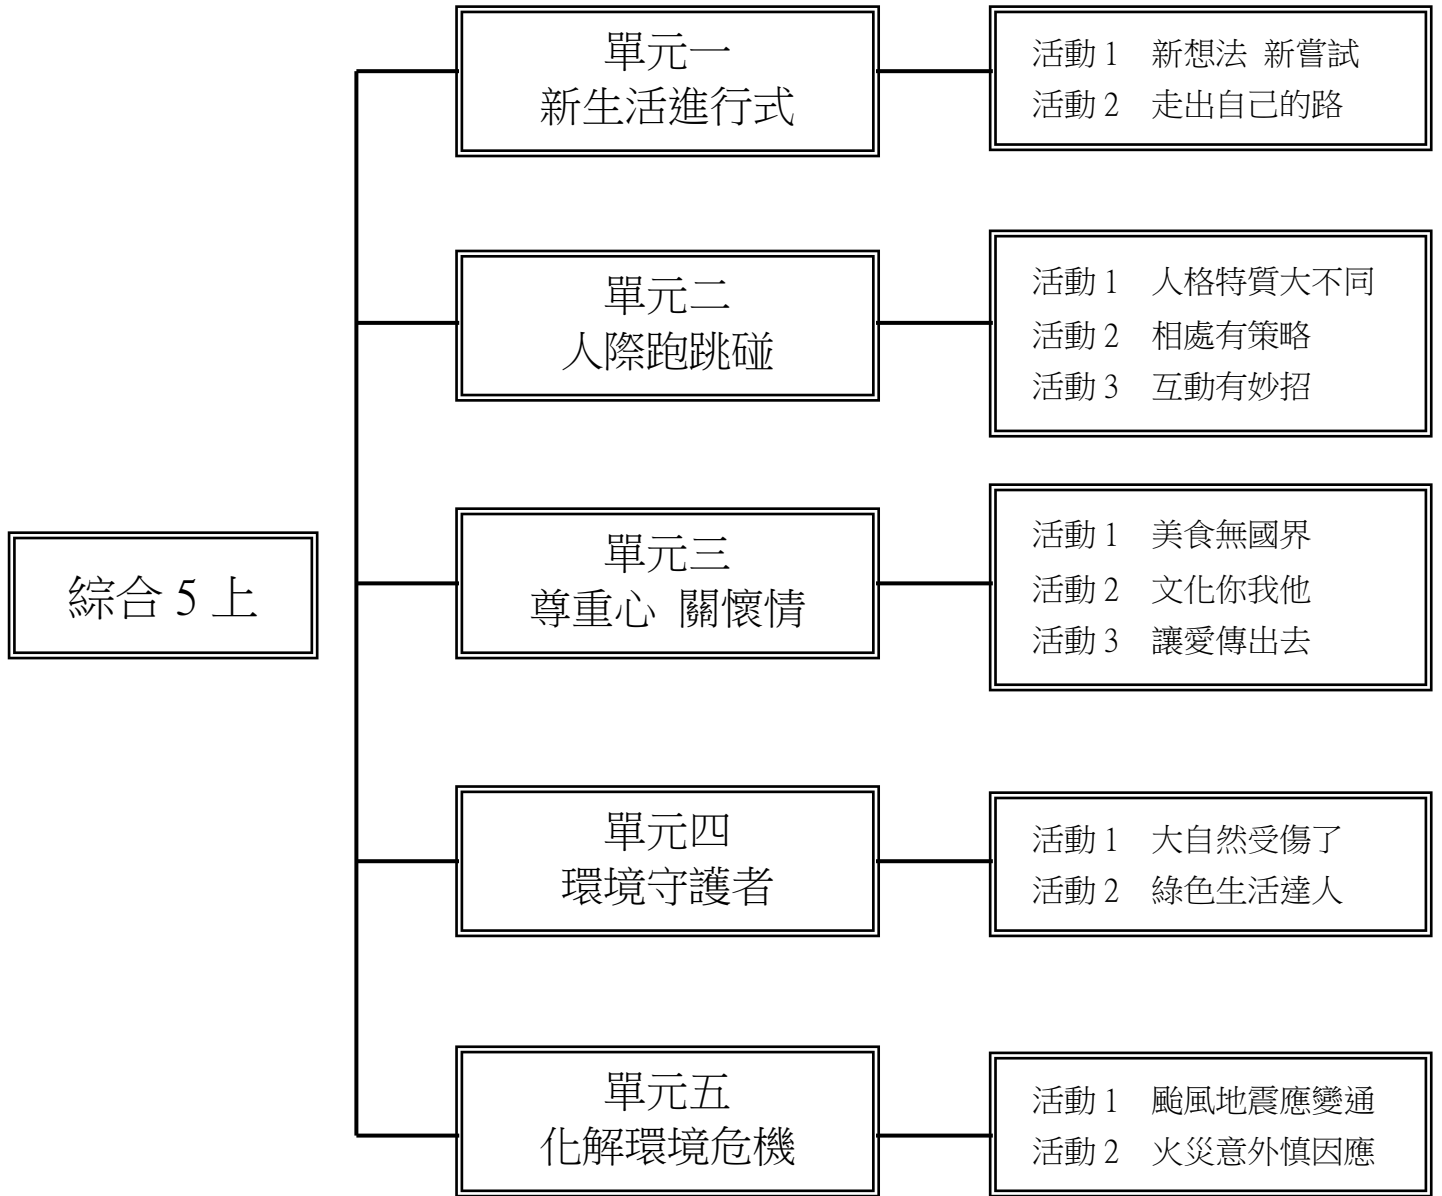 單元一
新生活進行式
活動 1 新想法 新嘗試
活動 2 走出自己的路
單元二
人際跑跳碰
活動 1 人格特質大不同
活動 2 相處有策略
活動 3 互動有妙招
綜合 5 上
單元三
尊重心 關懷情
活動 1 美食無國界
活動 2 文化你我他
活動 3 讓愛傳出去
單元四
環境守護者
活動 1 大自然受傷了
活動 2 綠色生活達人
單元五
化解環境危機
活動 1 颱風地震應變通
活動 2 火災意外慎因應